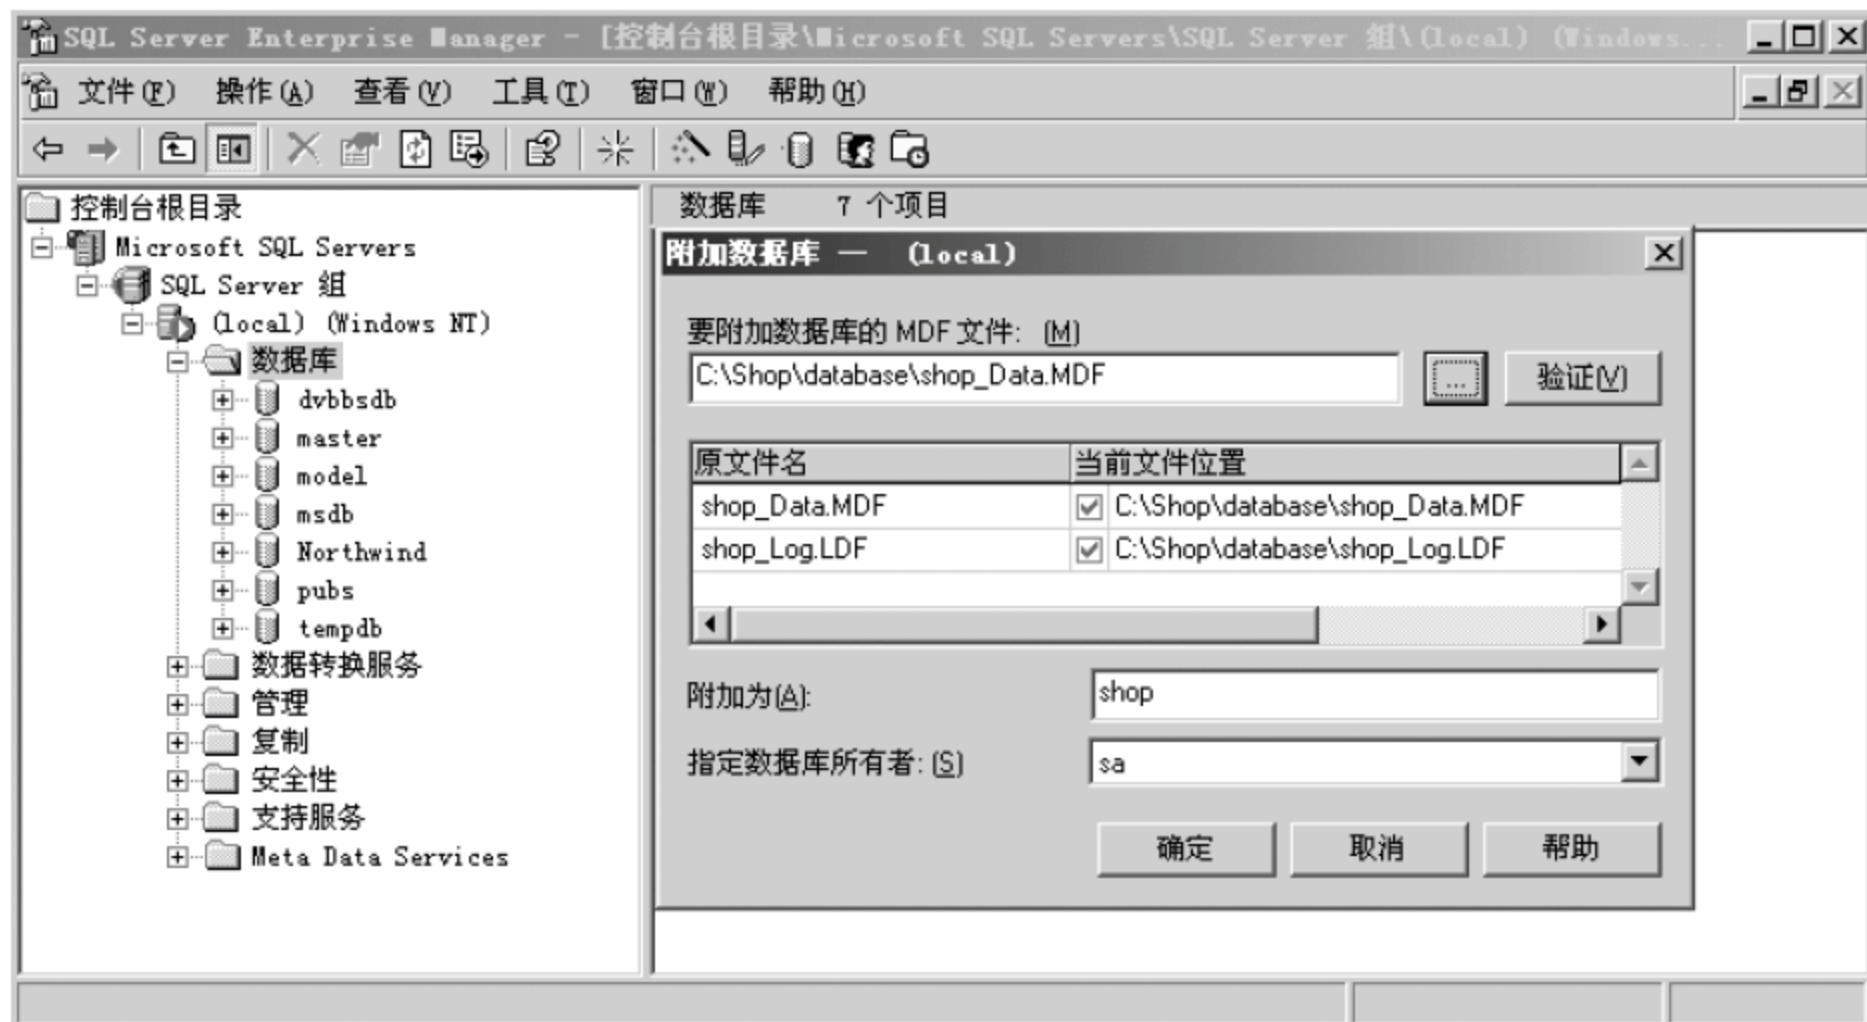 SQL Server Enterprise Manager - [控制台根目录\Microsoft SQL Servers\SQL Server 组\(local) (Windows...
文件(F) 操作(A) 查看(V) 工具(T) 窗口(W) 帮助(H)
控制台根目录
Microsoft SQL Servers
SQL Server 组
(local) (Windows NT)
数据库
dvbbsdb
master
model
msdb
Northwind
pubs
tempdb
数据转换服务
管理
复制
安全性
支持服务
Meta Data Services
数据库 7 个项目
附加数据库 — (local)
要附加数据库的 MDF 文件: (M)
C:\Shop\database\shop_Data.MDF ... 验证(V)
原文件名 当前文件位置
shop_Data.MDF C:\Shop\database\shop_Data.MDF
shop_Log.LDF C:\Shop\database\shop_Log.LDF
附加为(A): shop
指定数据库所有者: (S) sa
确定 取消 帮助